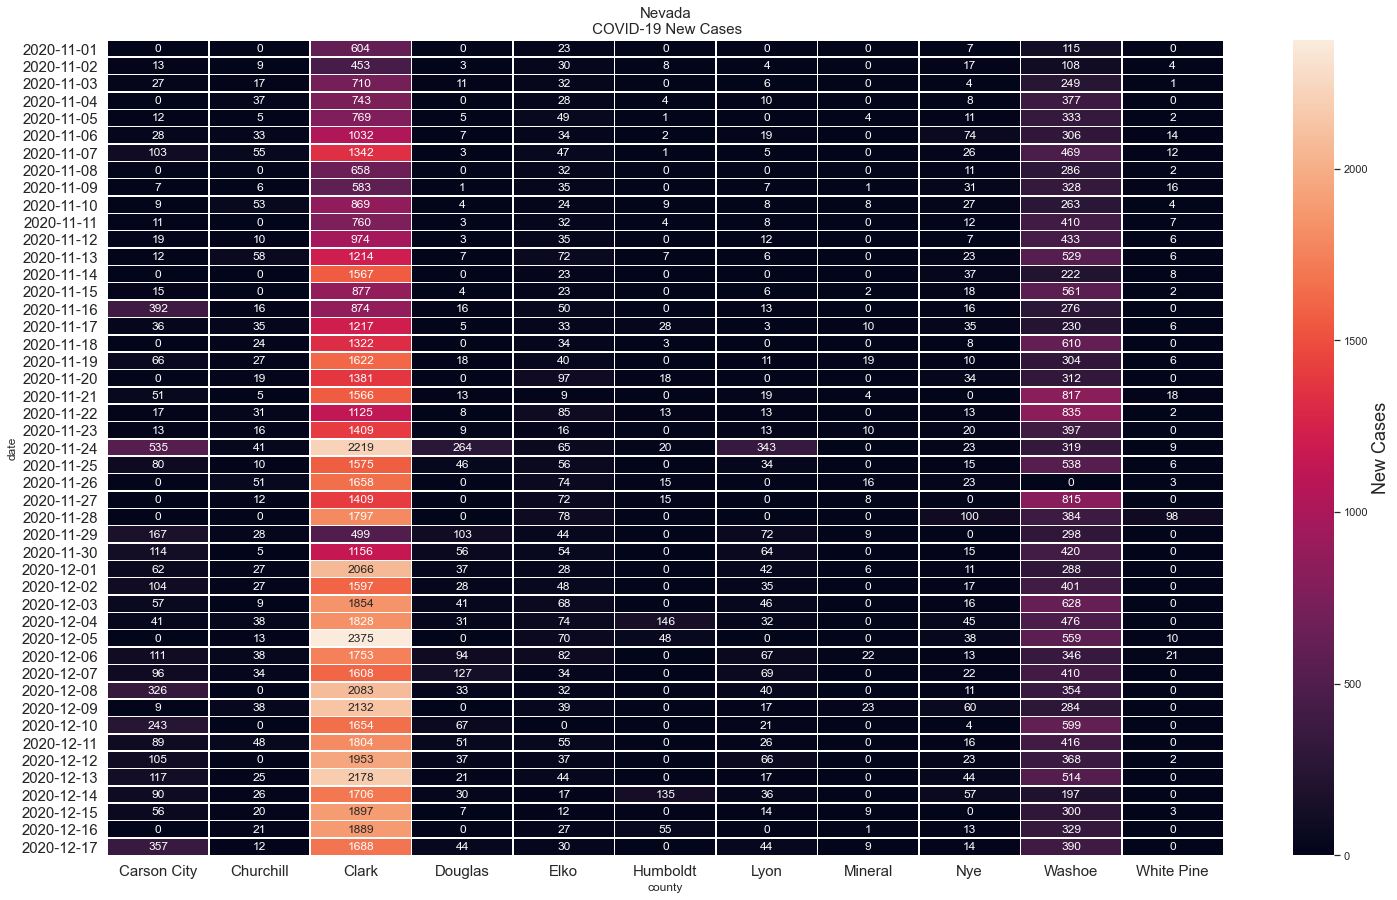 Nevada
COVID-19 New Cases
2020-11-01 0 0 604 0 23 0 0 0 7 115 0
2020-11-02 13 9 453 3 30 8 4 0 17 108 4
2020-11-03 27 17 710 11 32 0 6 0 4 249 1
2020-11-04 0 37 743 0 28 4 10 0 8 377 0
2020-11-05 12 5 769 5 49 1 0 4 11 333 2
2020-11-06 28 33 1032 7 34 2 19 0 74 306 14
2020-11-07 103 55 1342 3 47 1 5 0 26 469 12
2020-11-08 0 0 658 0 32 0 0 0 11 286 2
2020-11-09 7 6 583 1 35 0 7 1 31 328 16
2020-11-10 9 53 869 4 24 9 8 8 27 263 4
2020-11-11 11 0 760 3 32 4 8 0 12 410 7
2020-11-12 19 10 974 3 35 0 12 0 7 433 6
2020-11-13 12 58 1214 7 72 7 6 0 23 529 6
2020-11-14 0 0 1567 0 23 0 0 0 37 222 8
2020-11-15 15 0 877 4 23 0 6 2 18 561 2
2020-11-16 392 16 874 16 50 0 13 0 16 276 0
2020-11-17 36 35 1217 5 33 28 3 10 35 230 6
2020-11-18 0 24 1322 0 34 3 0 0 8 610 0
2020-11-19 66 27 1622 18 40 0 11 19 10 304 6
2020-11-20 0 19 1381 0 97 18 0 0 34 312 0
2020-11-21 51 5 1566 13 9 0 19 4 0 817 18
2020-11-22 17 31 1125 8 85 13 13 0 13 835 2
2020-11-23 13 16 1409 9 16 0 13 10 20 397 0
2020-11-24 535 41 2219 264 65 20 343 0 23 319 9
2020-11-25 80 10 1575 46 56 0 34 0 15 538 6
2020-11-26 0 51 1658 0 74 15 0 16 23 0 3
2020-11-27 0 12 1409 0 72 15 0 8 0 815 0
2020-11-28 0 0 1797 0 78 0 0 0 100 384 98
2020-11-29 167 28 499 103 44 0 72 9 0 298 0
2020-11-30 114 5 1156 56 54 0 64 0 15 420 0
2020-12-01 62 27 2066 37 28 0 42 6 11 288 0
2020-12-02 104 27 1597 28 48 0 35 0 17 401 0
2020-12-03 57 9 1854 41 68 0 46 0 16 628 0
2020-12-04 41 38 1828 31 74 146 32 0 45 476 0
2020-12-05 0 13 2375 0 70 48 0 0 38 559 10
2020-12-06 111 38 1753 94 82 0 67 22 13 346 21
2020-12-07 96 34 1608 127 34 0 69 0 22 410 0
2020-12-08 326 0 2083 33 32 0 40 0 11 354 0
2020-12-09 9 38 2132 0 39 0 17 23 60 284 0
2020-12-10 243 0 1654 67 0 0 21 0 4 599 0
2020-12-11 89 48 1804 51 55 0 26 0 16 416 0
2020-12-12 105 0 1953 37 37 0 66 0 23 368 2
2020-12-13 117 25 2178 21 44 0 17 0 44 514 0
2020-12-14 90 26 1706 30 17 135 36 0 57 197 0
2020-12-15 56 20 1897 7 12 0 14 9 0 300 3
2020-12-16 0 21 1889 0 27 55 0 1 13 329 0
2020-12-17 357 12 1688 44 30 0 44 9 14 390 0
Carson City Churchill Clark Douglas Elko Humboldt Lyon Mineral Nye Washoe White Pine
county
date
2000
1500
1000
500
0
New Cases